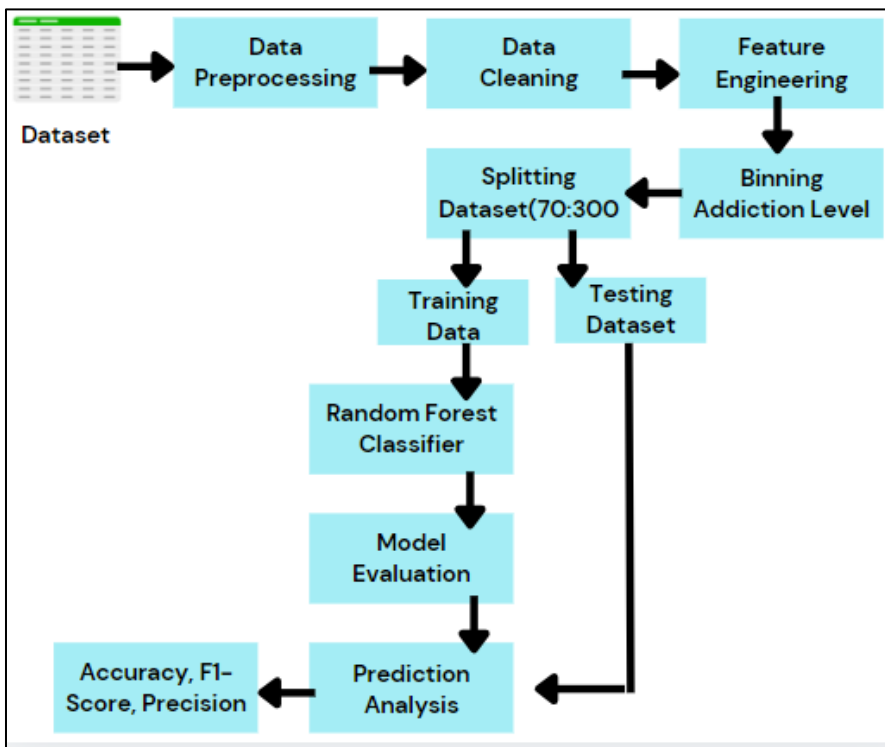 Dataset
Data
Preprocessing
Data
Cleaning
Feature
Engineering
Binning
Addiction Level
Splitting
Dataset(70:300
Training
Data
Testing
Dataset
Random Forest
Classifier
Model
Evaluation
Prediction
Analysis
Accuracy, F1-
Score, Precision